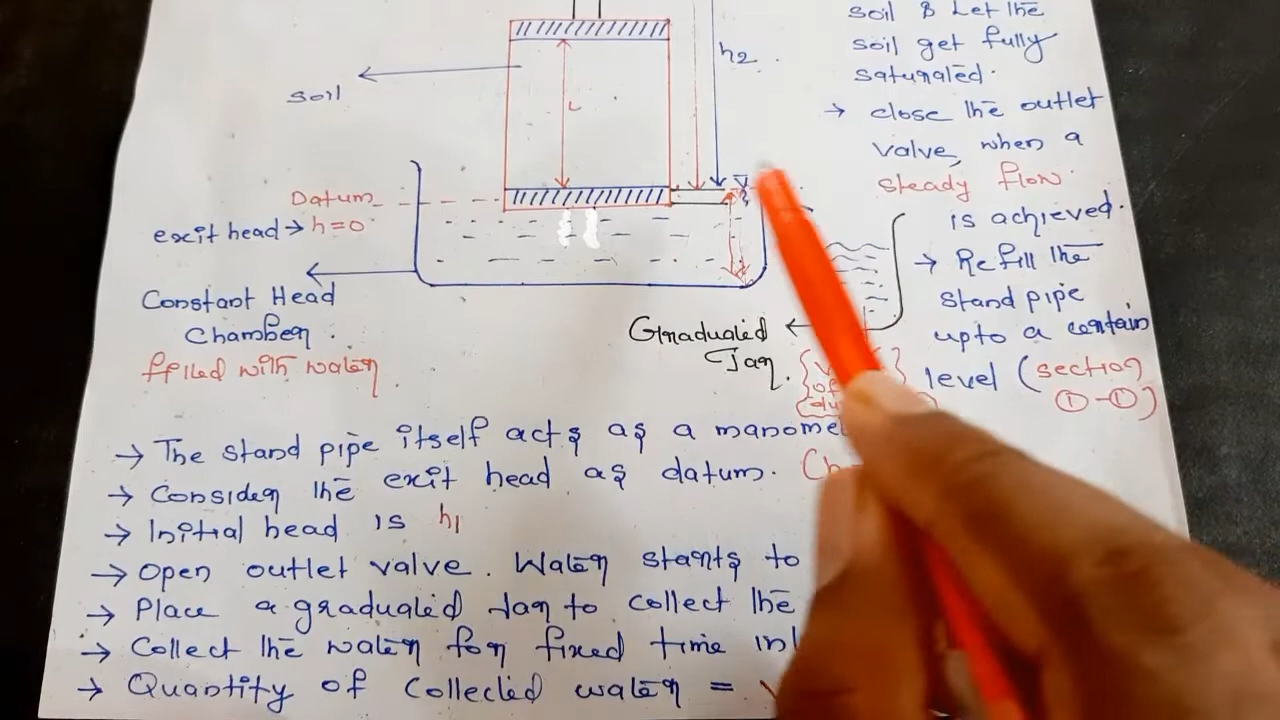 soil & Let the
soil get fully
saturated.
→ close the outlet
valve, when a
steady flow
is achieved.
→ Refill the
stand pipe
upto a certain
level (section
①-①)
h2
L
soil
Datum
exit head → h=0
Constant Head
Chamber.
filled with water.
Graduated
Jar.
→ The stand pipe itself acts as a
→ Consider the exit head as datum.
→ Initial head is h1
→ Open outlet valve. Water starts to
→ Place a graduated Jar to collect the
→ Collect the water for fixed time
→ Quantity of collected water =